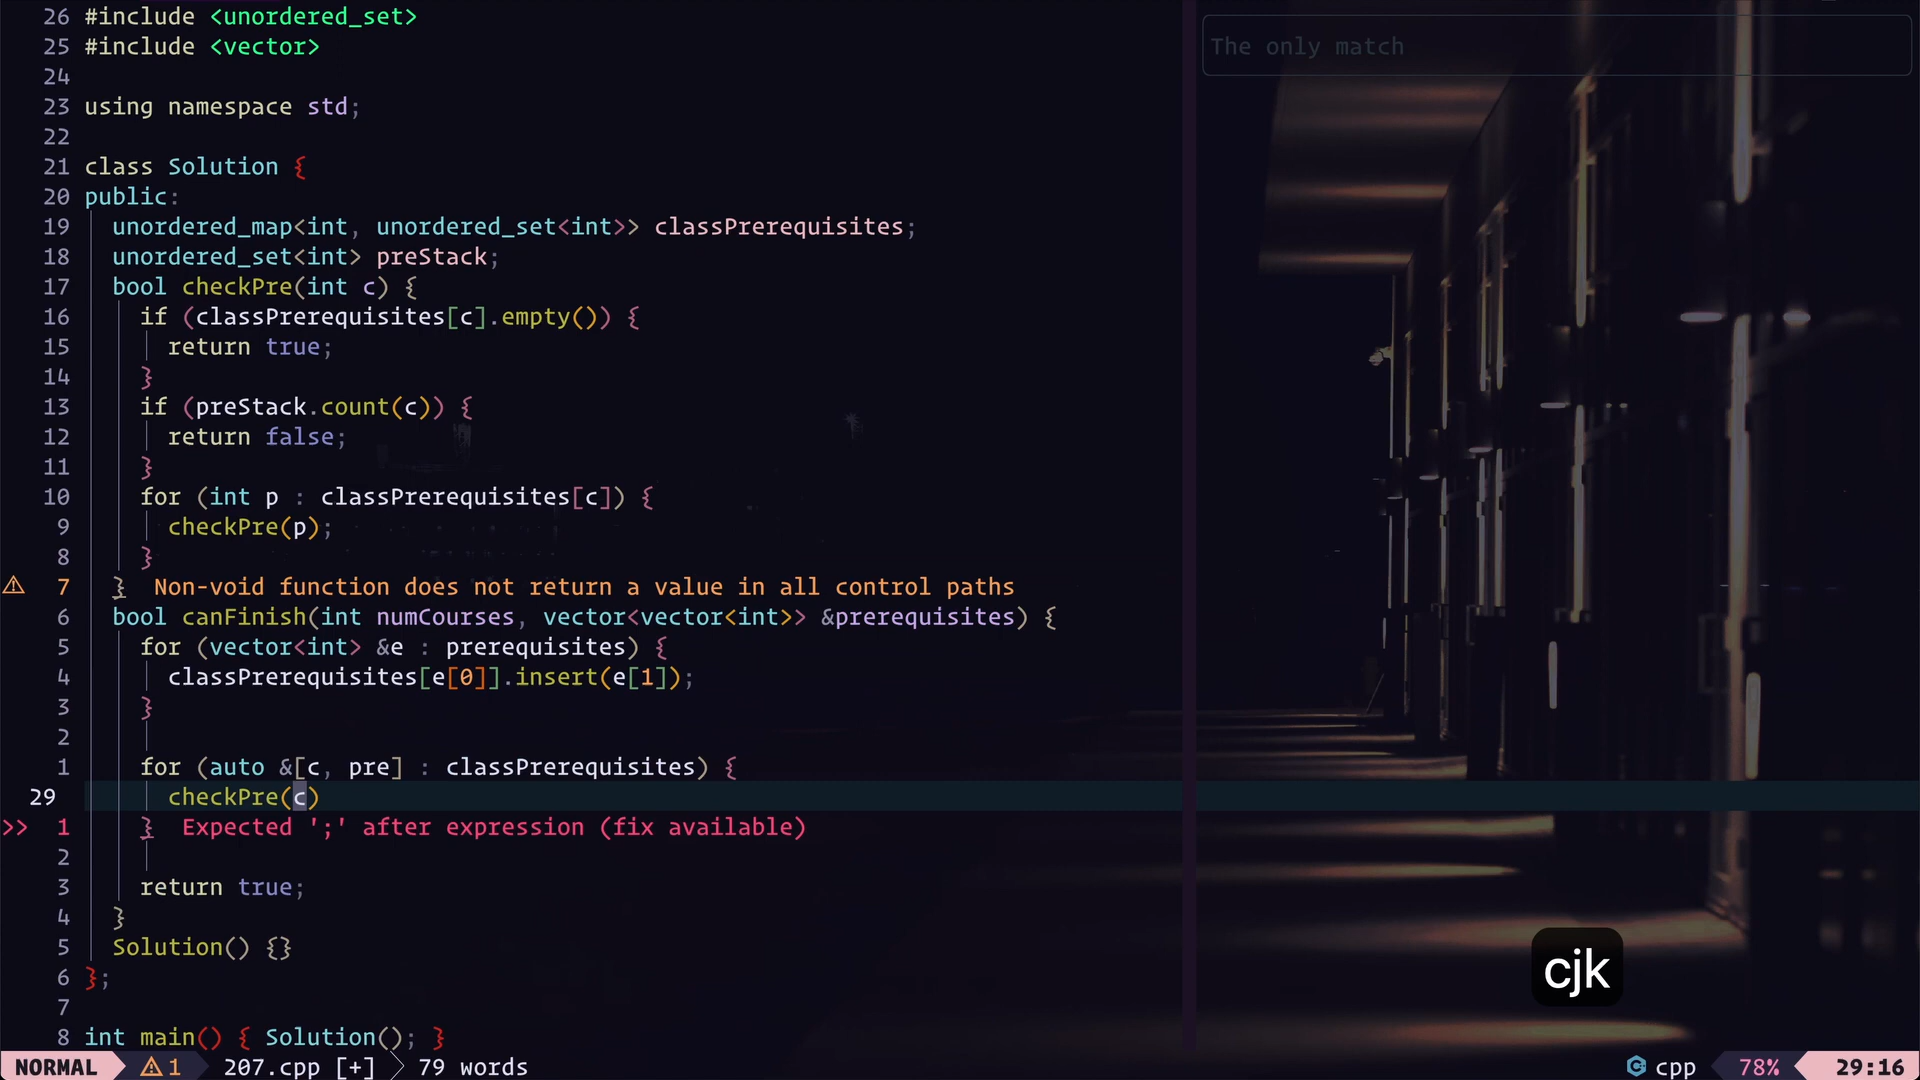 26 #include <unordered_set>
25 #include <vector>
24
23 using namespace std;
22
21 class Solution {
20 public:
19 unordered_map<int, unordered_set<int>> classPrerequisites;
18 unordered_set<int> preStack;
17 bool checkPre(int c) {
16 if (classPrerequisites[c].empty()) {
15 return true;
14 }
13 if (preStack.count(c)) {
12 return false;
11 }
10 for (int p : classPrerequisites[c]) {
9 checkPre(p);
8 }
7 } Non-void function does not return a value in all control paths
6 bool canFinish(int numCourses, vector<vector<int>> &prerequisites) {
5 for (vector<int> &e : prerequisites) {
4 classPrerequisites[e[0]].insert(e[1]);
3 }
2
1 for (auto &[c, pre] : classPrerequisites) {
29 checkPre(c)
>> 1 } Expected ';' after expression (fix available)
2
3 return true;
4 }
5 Solution() {}
6 };
7
8 int main() { Solution(); }
NORMAL 1 207.cpp [+] 79 words cpp 78% 29:16
The only match
cjk